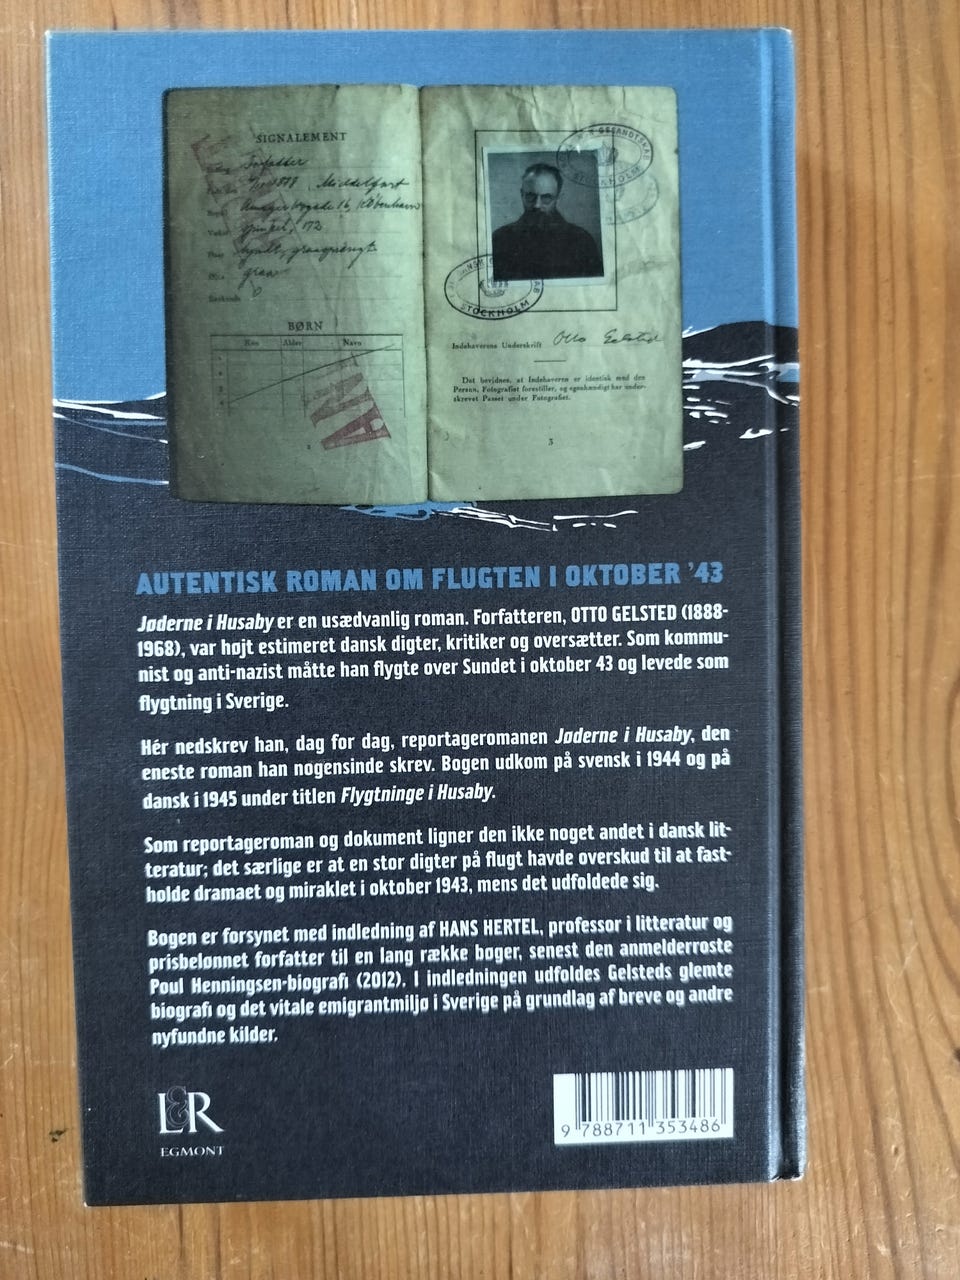 SIGNALEMENT
Forfatter
1888, Middelfart
16, København
172
graasprængt
graa
BØRN
Køn Alder Navn
3
GESANDTSKAB
STOCKHOLM
DANSK
STOCKHOLM
Indehaverens Underskrift Otto Gelsted
Det bevidnes, at Indehaveren er identisk med den
Person, Fotografiet forestiller, og egenhændigt har under-
skrevet Passet under Fotografiet.
3
AUTENTISK ROMAN OM FLUGTEN I OKTOBER ’43
Jøderne i Husaby er en usædvanlig roman. Forfatteren, OTTO GELSTED (1888-
1968), var højt estimeret dansk digter, kritiker og oversætter. Som kommu-
nist og anti-nazist måtte han flygte over Sundet i oktober 43 og levede som
flygtning i Sverige.
Hér nedskrev han, dag for dag, reportageromanen Jøderne i Husaby, den
eneste roman han nogensinde skrev. Bogen udkom på svensk i 1944 og på
dansk i 1945 under titlen Flygtninge i Husaby.
Som reportageroman og dokument ligner den ikke noget andet i dansk lit-
teratur; det særlige er at en stor digter på flugt havde overskud til at fast-
holde dramaet og miraklet i oktober 1943, mens det udfoldede sig.
Bogen er forsynet med indledning af HANS HERTEL, professor i litteratur og
prisbelønnet forfatter til en lang række bøger, senest den anmelderroste
Poul Henningsen-biografi (2012). I indledningen udfoldes Gelsteds glemte
biografi og det vitale emigrantmiljø i Sverige på grundlag af breve og andre
nyfundne kilder.
L&R
EGMONT
9 788711 353486